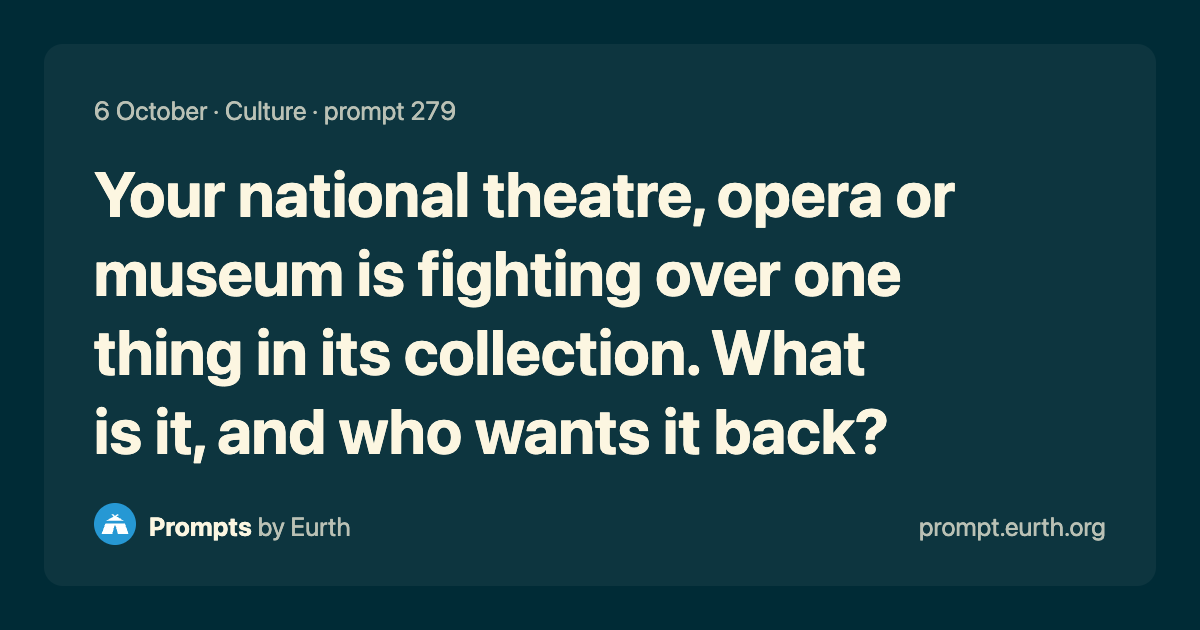 6 October · Culture · prompt 279
Your national theatre, opera or
museum is fighting over one
thing in its collection. What
is it, and who wants it back?
Prompts by Eurth
prompt.eurth.org